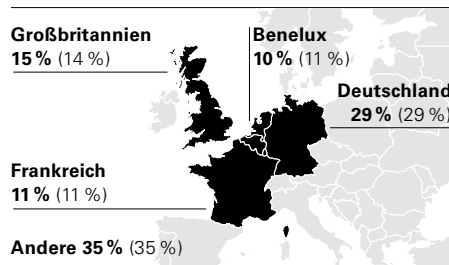 Großbritannien
15 % (14 %)
Benelux
10 % (11 %)
Deutschland
29 % (29 %)
Frankreich
11 % (11 %)
Andere 35 % (35 %)